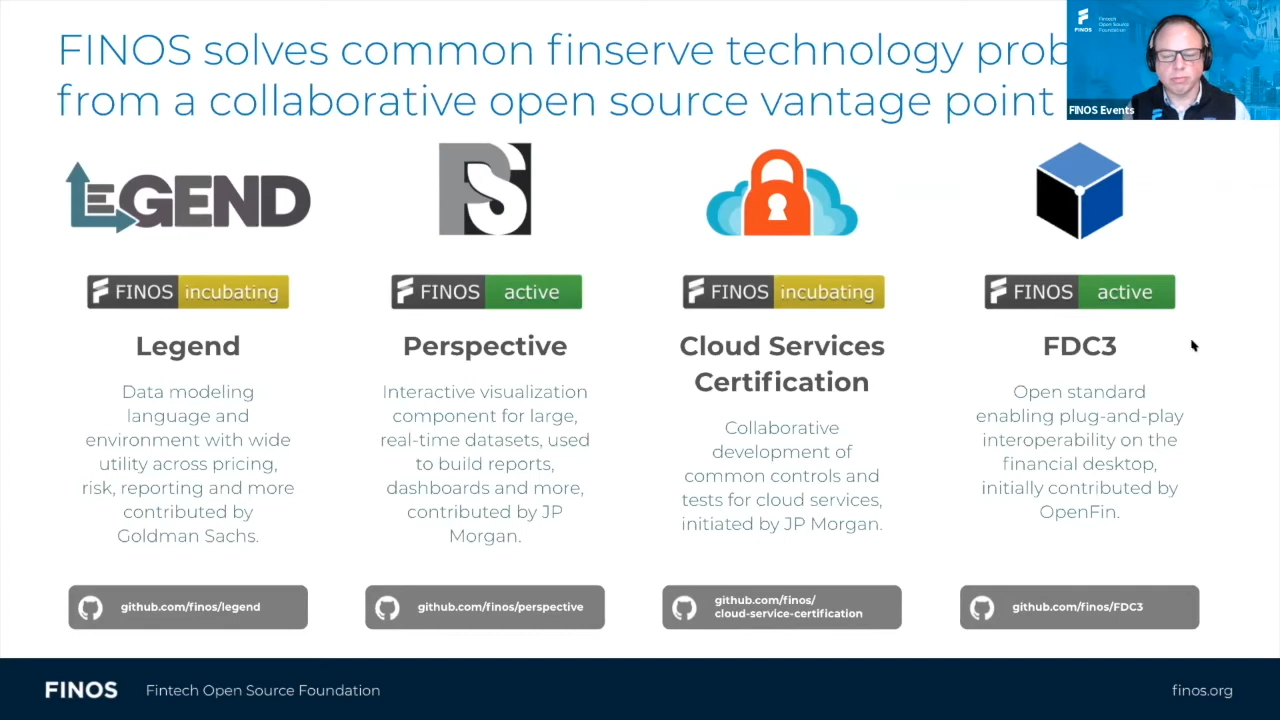 FINOS solves common finserve technology prob
from a collaborative open source vantage point
FINOS
Fintech
Open Source
Foundation
FINOS Events
LEGEND
PS
FINOS incubating
FINOS active
FINOS incubating
FINOS active
Legend
Data modeling
language and
environment with wide
utility across pricing,
risk, reporting and more
contributed by
Goldman Sachs.
Perspective
Interactive visualization
component for large,
real-time datasets, used
to build reports,
dashboards and more,
contributed by JP
Morgan.
Cloud Services
Certification
Collaborative
development of
common controls and
tests for cloud services,
initiated by JP Morgan.
FDC3
Open standard
enabling plug-and-play
interoperability on the
financial desktop,
initially contributed by
OpenFin.
github.com/finos/legend
github.com/finos/perspective
github.com/finos/
cloud-service-certification
github.com/finos/FDC3
FINOS Fintech Open Source Foundation
finos.org